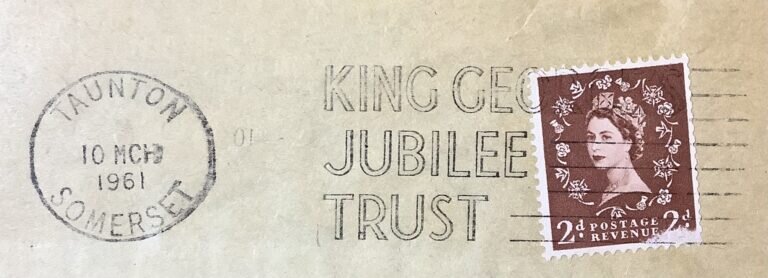 TAUNTON
10 MCH
1961
SOMERSET
KING GEO
JUBILEE
TRUST
2d POSTAGE 2d
REVENUE